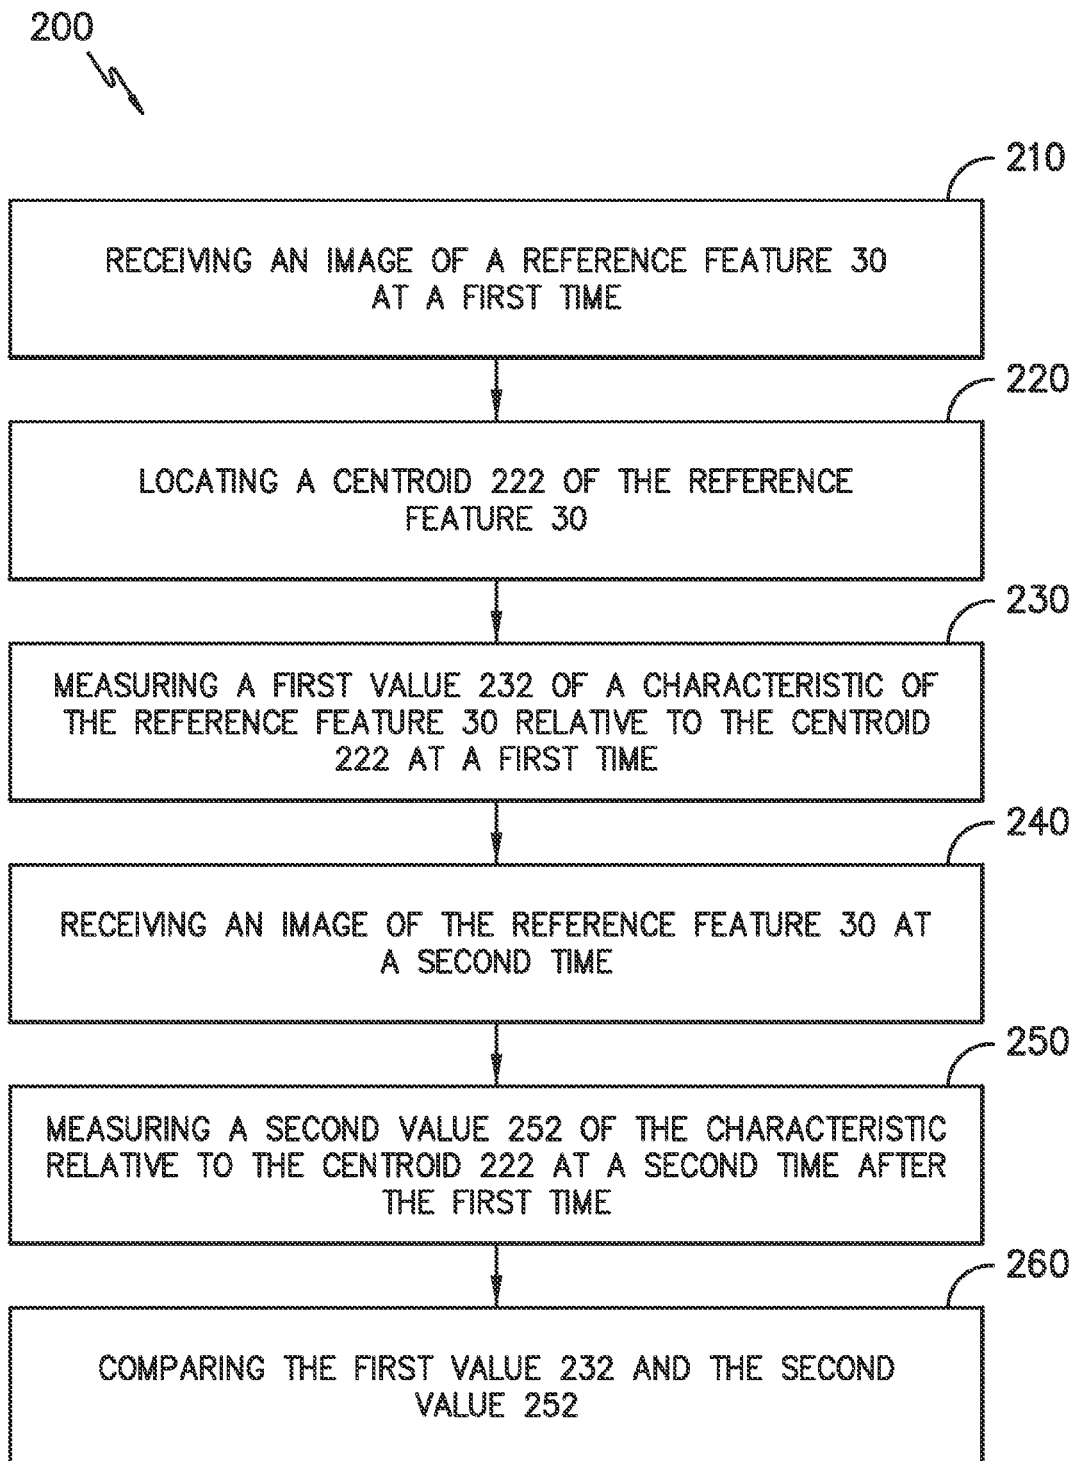 200
210
RECEIVING AN IMAGE OF A REFERENCE FEATURE 30
AT A FIRST TIME
220
LOCATING A CENTROID 222 OF THE REFERENCE
FEATURE 30
230
MEASURING A FIRST VALUE 232 OF A CHARACTERISTIC OF
THE REFERENCE FEATURE 30 RELATIVE TO THE CENTROID
222 AT A FIRST TIME
240
RECEIVING AN IMAGE OF THE REFERENCE FEATURE 30 AT
A SECOND TIME
250
MEASURING A SECOND VALUE 252 OF THE CHARACTERISTIC
RELATIVE TO THE CENTROID 222 AT A SECOND TIME AFTER
THE FIRST TIME
260
COMPARING THE FIRST VALUE 232 AND THE SECOND
VALUE 252